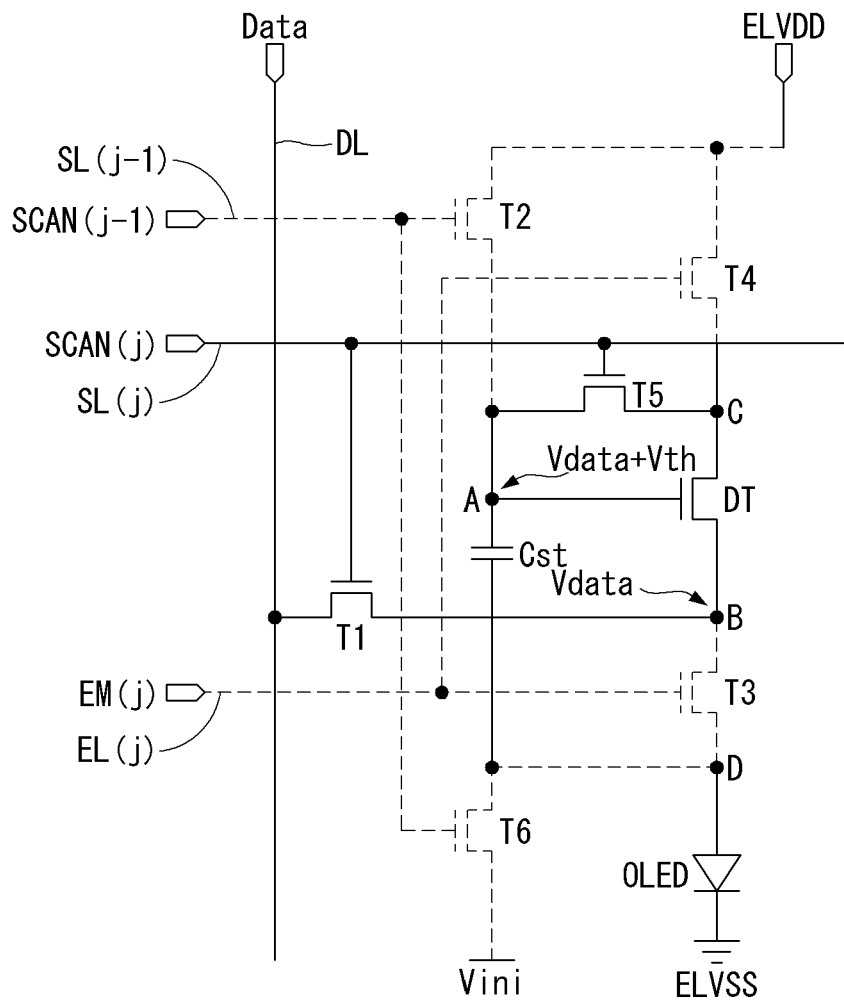 Data
ELVDD
DL
SL(j-1)
SCAN(j-1)
T2
T4
SCAN(j)
SL(j)
T5
C
Vdata+Vth
A
DT
Cst
Vdata
B
T1
EM(j)
T3
EL(j)
D
T6
OLED
Vini
ELVSS